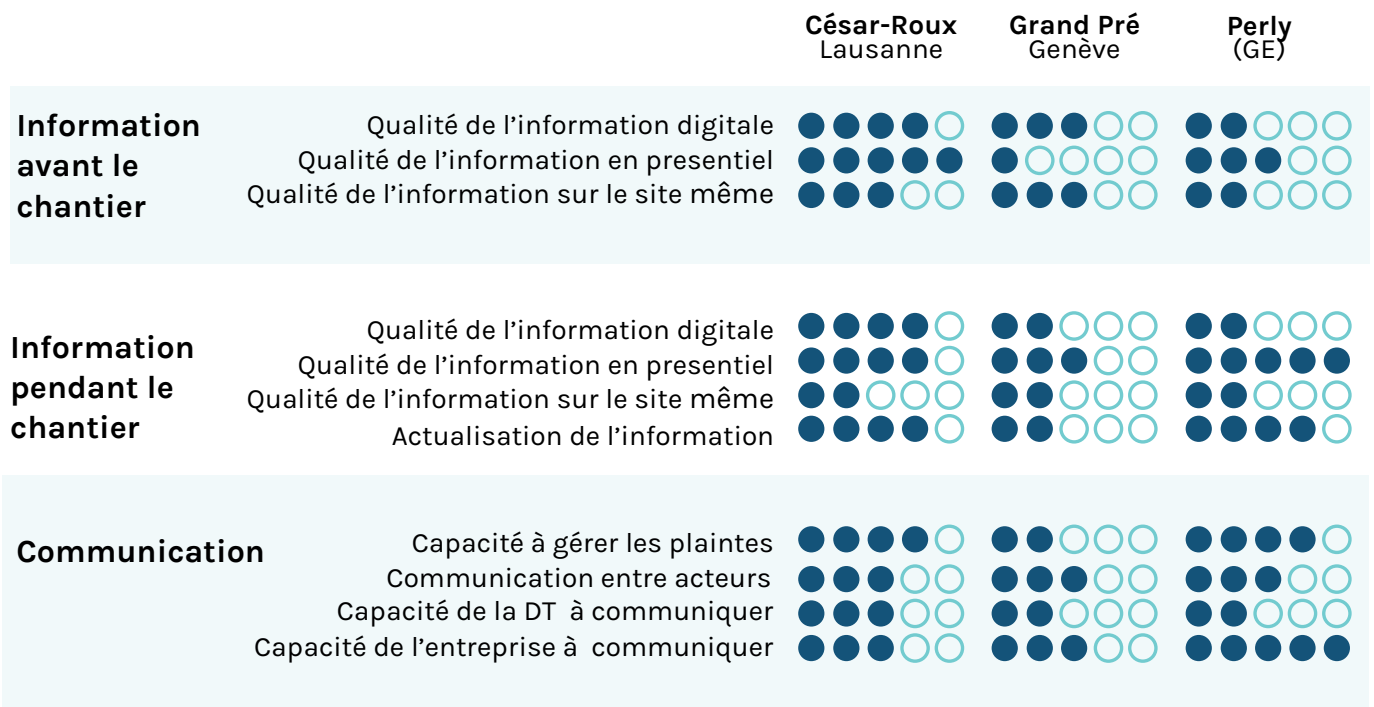 César-Roux
Lausanne
Grand Pré
Genève
Perly
(GE)
Information
avant le
chantier
Qualité de l’information digitale
Qualité de l’information en presentiel
Qualité de l’information sur le site même
Information
pendant le
chantier
Qualité de l’information digitale
Qualité de l’information en presentiel
Qualité de l’information sur le site même
Actualisation de l’information
Communication
Capacité à gérer les plaintes
Communication entre acteurs
Capacité de la DT à communiquer
Capacité de l’entreprise à communiquer